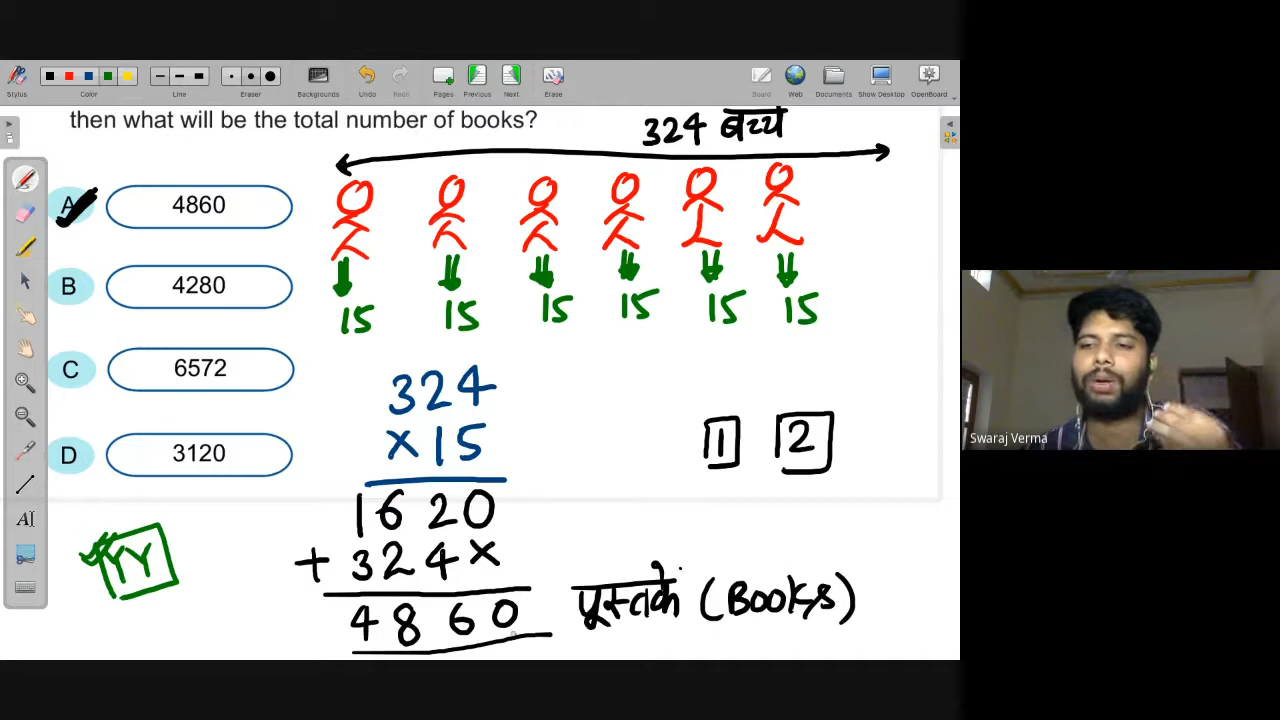 Stylus
Color
Line
Eraser
Backgrounds
Undo
Redo
Pages
Previous
Next
Erase
Board
Web
Documents
Show Desktop
OpenBoard
then what will be the total number of books?
324 बच्चे
A 4860
B 4280
C 6572
D 3120
15 15 15 15 15 15
324
×15
1620
+324×
4860 पुस्तकें (Books)
1 2
AI
Swaraj Verma